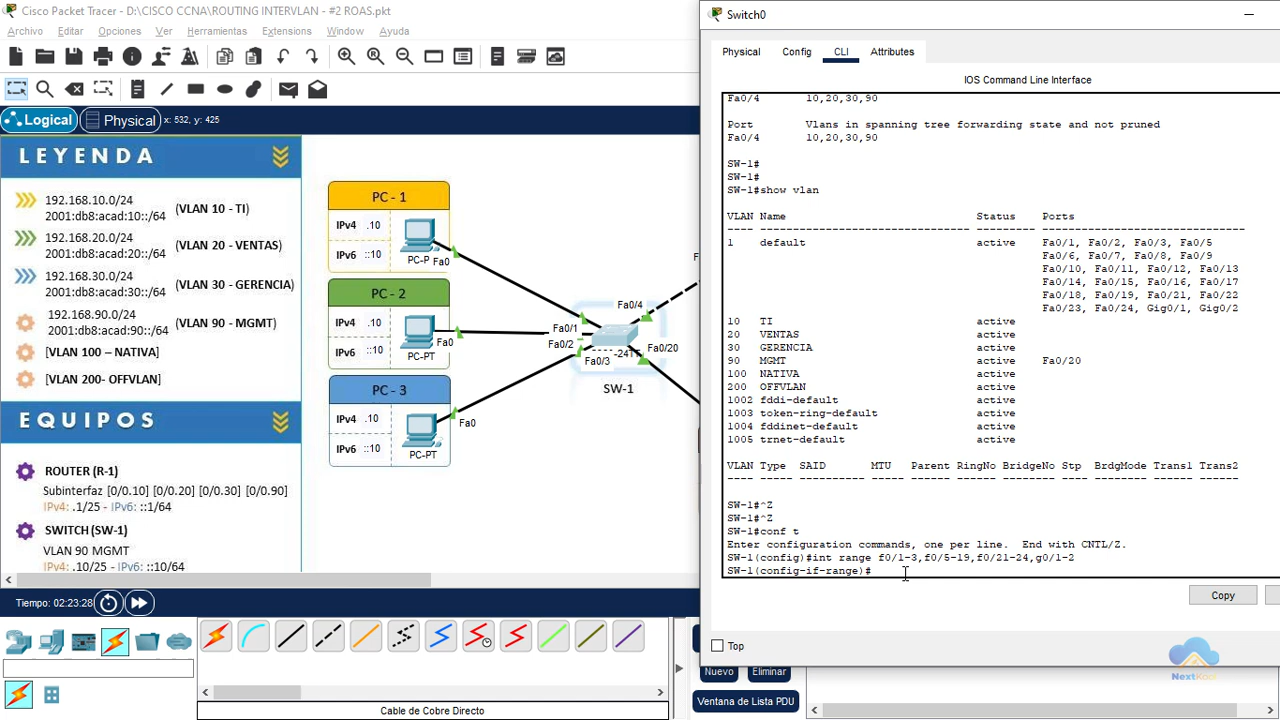 Cisco Packet Tracer - D:\CISCO CCNA\ROUTING INTERVLAN - #2 ROAS.pkt
Archivo Editar Opciones Ver Herramientas Extensions Window Ayuda
Logical Physical x: 532, y: 425
LEYENDA
192.168.10.0/24
2001:db8:acad:10::/64
(VLAN 10 - TI)
192.168.20.0/24
2001:db8:acad:20::/64
(VLAN 20 - VENTAS)
192.168.30.0/24
2001:db8:acad:30::/64
(VLAN 30 - GERENCIA)
192.168.90.0/24
2001:db8:acad:90::/64
(VLAN 90 - MGMT)
[VLAN 100 – NATIVA]
[VLAN 200- OFFVLAN]
EQUIPOS
ROUTER (R-1)
Subinterfaz [0/0.10] [0/0.20] [0/0.30] [0/0.90]
IPv4: .1/25 - IPv6: ::1/64
SWITCH (SW-1)
VLAN 90 MGMT
IPv4: .10/25 - IPv6: ::10/64
PC - 1
IPv4 .10
IPv6 ::10
PC-P Fa0
PC - 2
IPv4 .10
IPv6 ::10
PC-PT
Fa0
PC - 3
IPv4 .10
IPv6 ::10
PC-PT
Fa0
Fa0/4
Fa0/1
Fa0/2
Fa0/3
Fa0/20
SW-1
Tiempo: 02:23:28
Cable de Cobre Directo
Nuevo Eliminar
Ventana de Lista PDU
Switch0
Physical Config CLI Attributes
IOS Command Line Interface
Fa0/4 10,20,30,90
Port Vlans in spanning tree forwarding state and not pruned
Fa0/4 10,20,30,90
SW-1#
SW-1#
SW-1#show vlan
VLAN Name Status Ports
---- -------------------------------- --------- -------------------------------
1 default active Fa0/1, Fa0/2, Fa0/3, Fa0/5
Fa0/6, Fa0/7, Fa0/8, Fa0/9
Fa0/10, Fa0/11, Fa0/12, Fa0/13
Fa0/14, Fa0/15, Fa0/16, Fa0/17
Fa0/18, Fa0/19, Fa0/21, Fa0/22
Fa0/23, Fa0/24, Gig0/1, Gig0/2
10 TI active
20 VENTAS active
30 GERENCIA active
90 MGMT active Fa0/20
100 NATIVA active
200 OFFVLAN active
1002 fddi-default active
1003 token-ring-default active
1004 fddinet-default active
1005 trnet-default active
VLAN Type SAID MTU Parent RingNo BridgeNo Stp BrdgMode Trans1 Trans2
---- ----- ---------- ----- ------ ------ -------- ---- -------- ------ ------
SW-1#^Z
SW-1#^Z
SW-1#conf t
Enter configuration commands, one per line. End with CNTL/Z.
SW-1(config)#int range f0/1-3,f0/5-19,f0/21-24,g0/1-2
SW-1(config-if-range)#
Copy
Top
NextKool